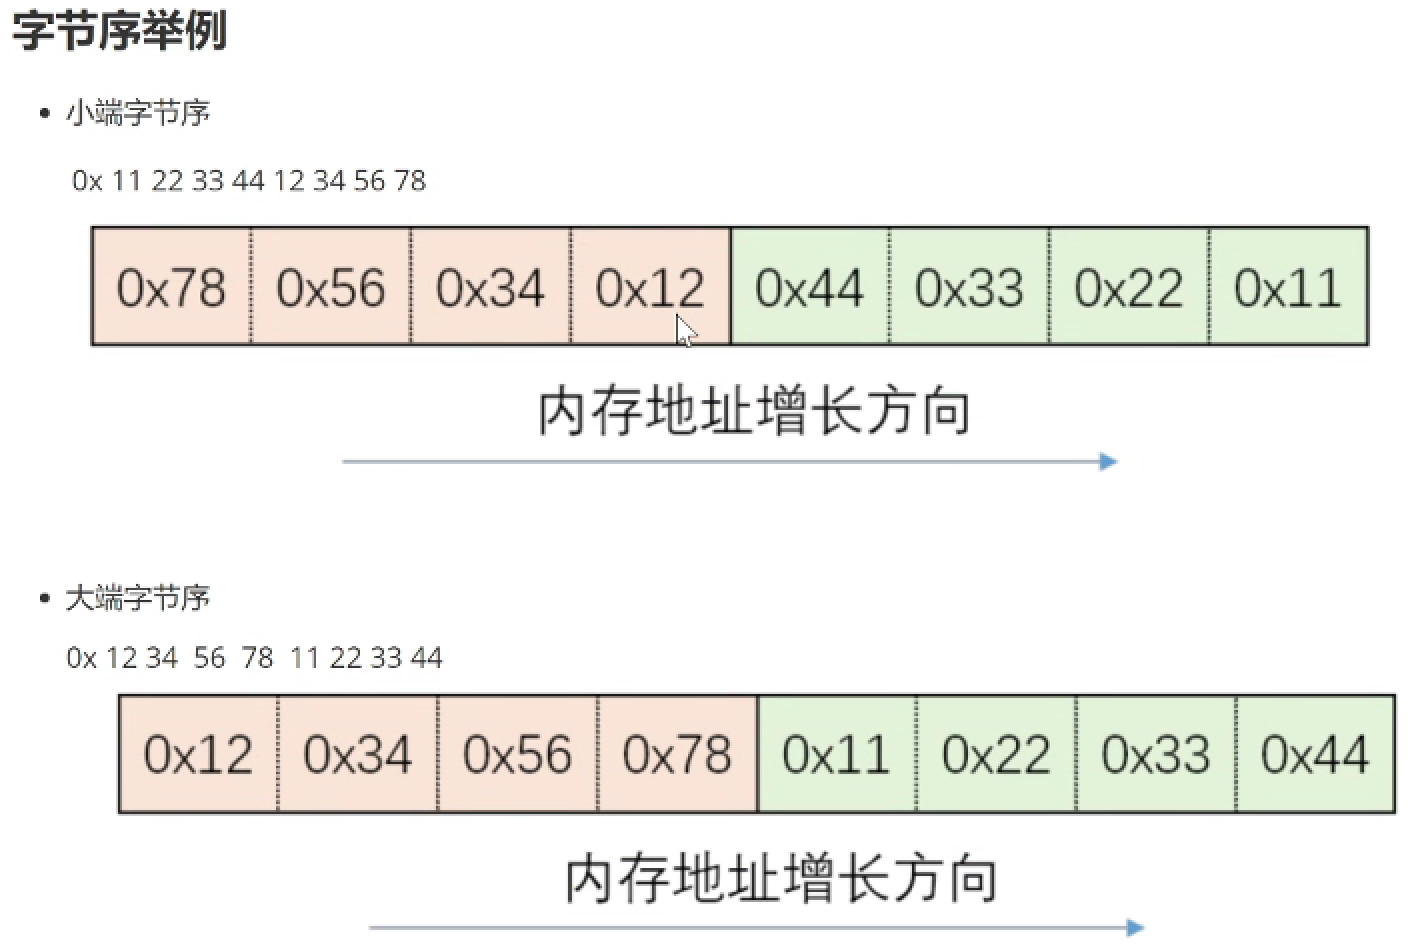 字节序举例
小端字节序
0x 11 22 33 44 12 34 56 78
0x78 0x56 0x34 0x12 0x44 0x33 0x22 0x11
内存地址增长方向
大端字节序
0x 12 34 56 78 11 22 33 44
0x12 0x34 0x56 0x78 0x11 0x22 0x33 0x44
内存地址增长方向